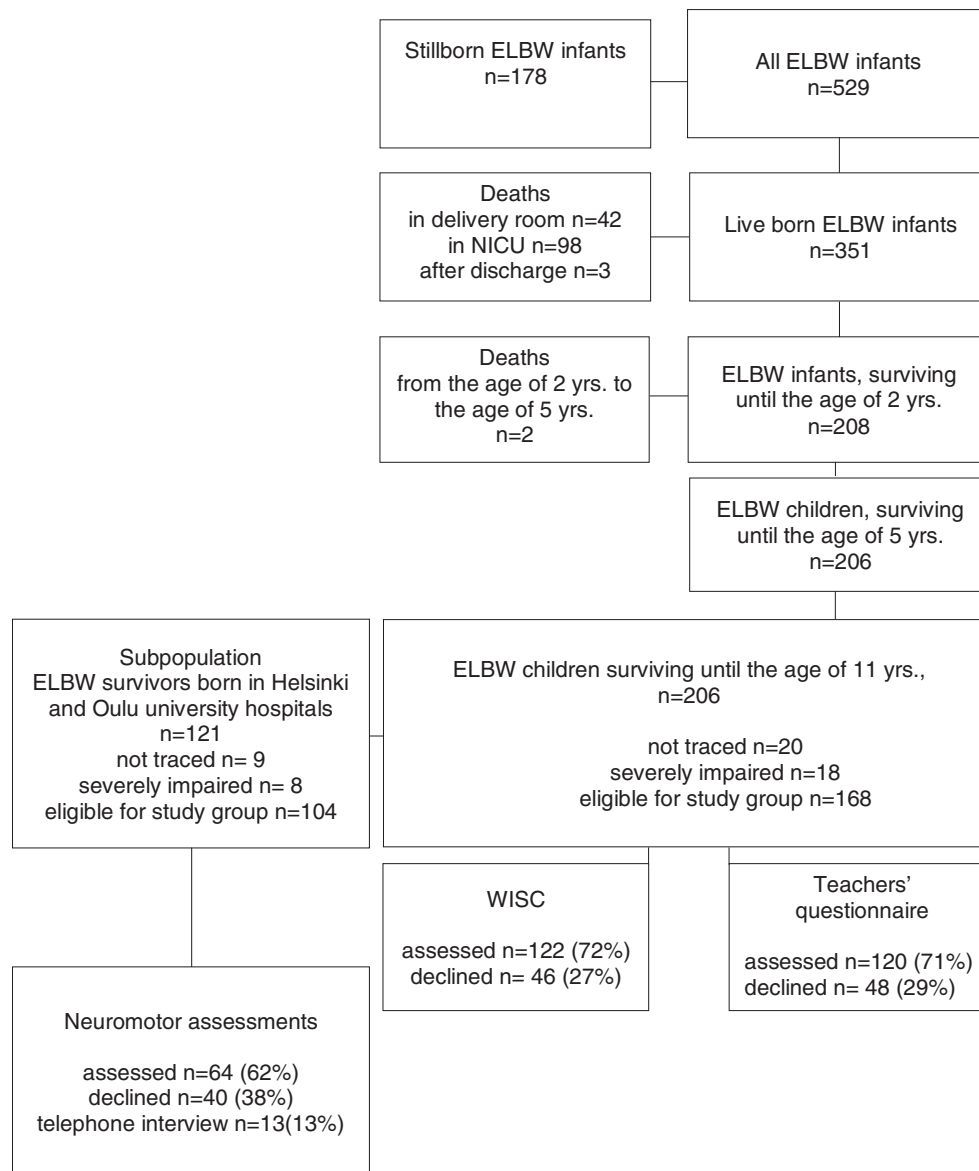 Stillborn ELBW infants
n=178
All ELBW infants
n=529
Deaths
in delivery room n=42
in NICU n=98
after discharge n=3
Live born ELBW infants
n=351
Deaths
from the age of 2 yrs. to
the age of 5 yrs.
n=2
ELBW infants, surviving
until the age of 2 yrs.
n=208
ELBW children, surviving
until the age of 5 yrs.
n=206
Subpopulation
ELBW survivors born in Helsinki
and Oulu university hospitals
n=121
not traced n= 9
severely impaired n= 8
eligible for study group n=104
ELBW children surviving until the age of 11 yrs.,
n=206
not traced n=20
severely impaired n=18
eligible for study group n=168
WISC
assessed n=122 (72%)
declined n= 46 (27%)
Teachers'
questionnaire
assessed n=120 (71%)
declined n= 48 (29%)
Neuromotor assessments
assessed n=64 (62%)
declined n=40 (38%)
telephone interview n=13(13%)